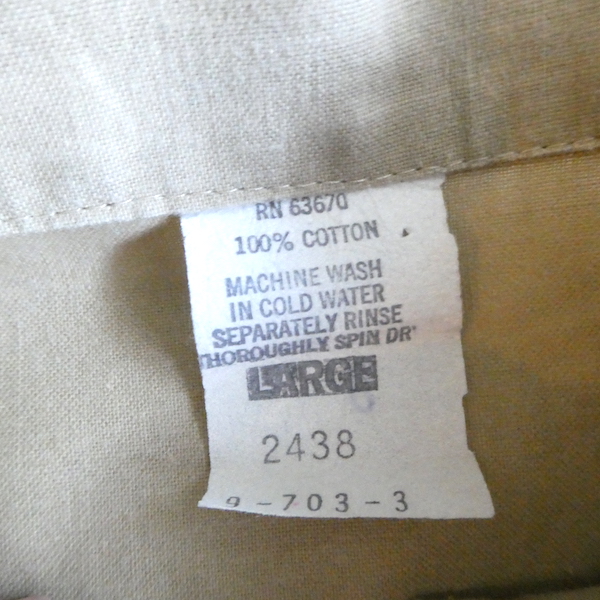 RN 63670
100% COTTON
MACHINE WASH
IN COLD WATER
SEPARATELY RINSE
THOROUGHLY SPIN DR
LARGE
2438
9-703-3